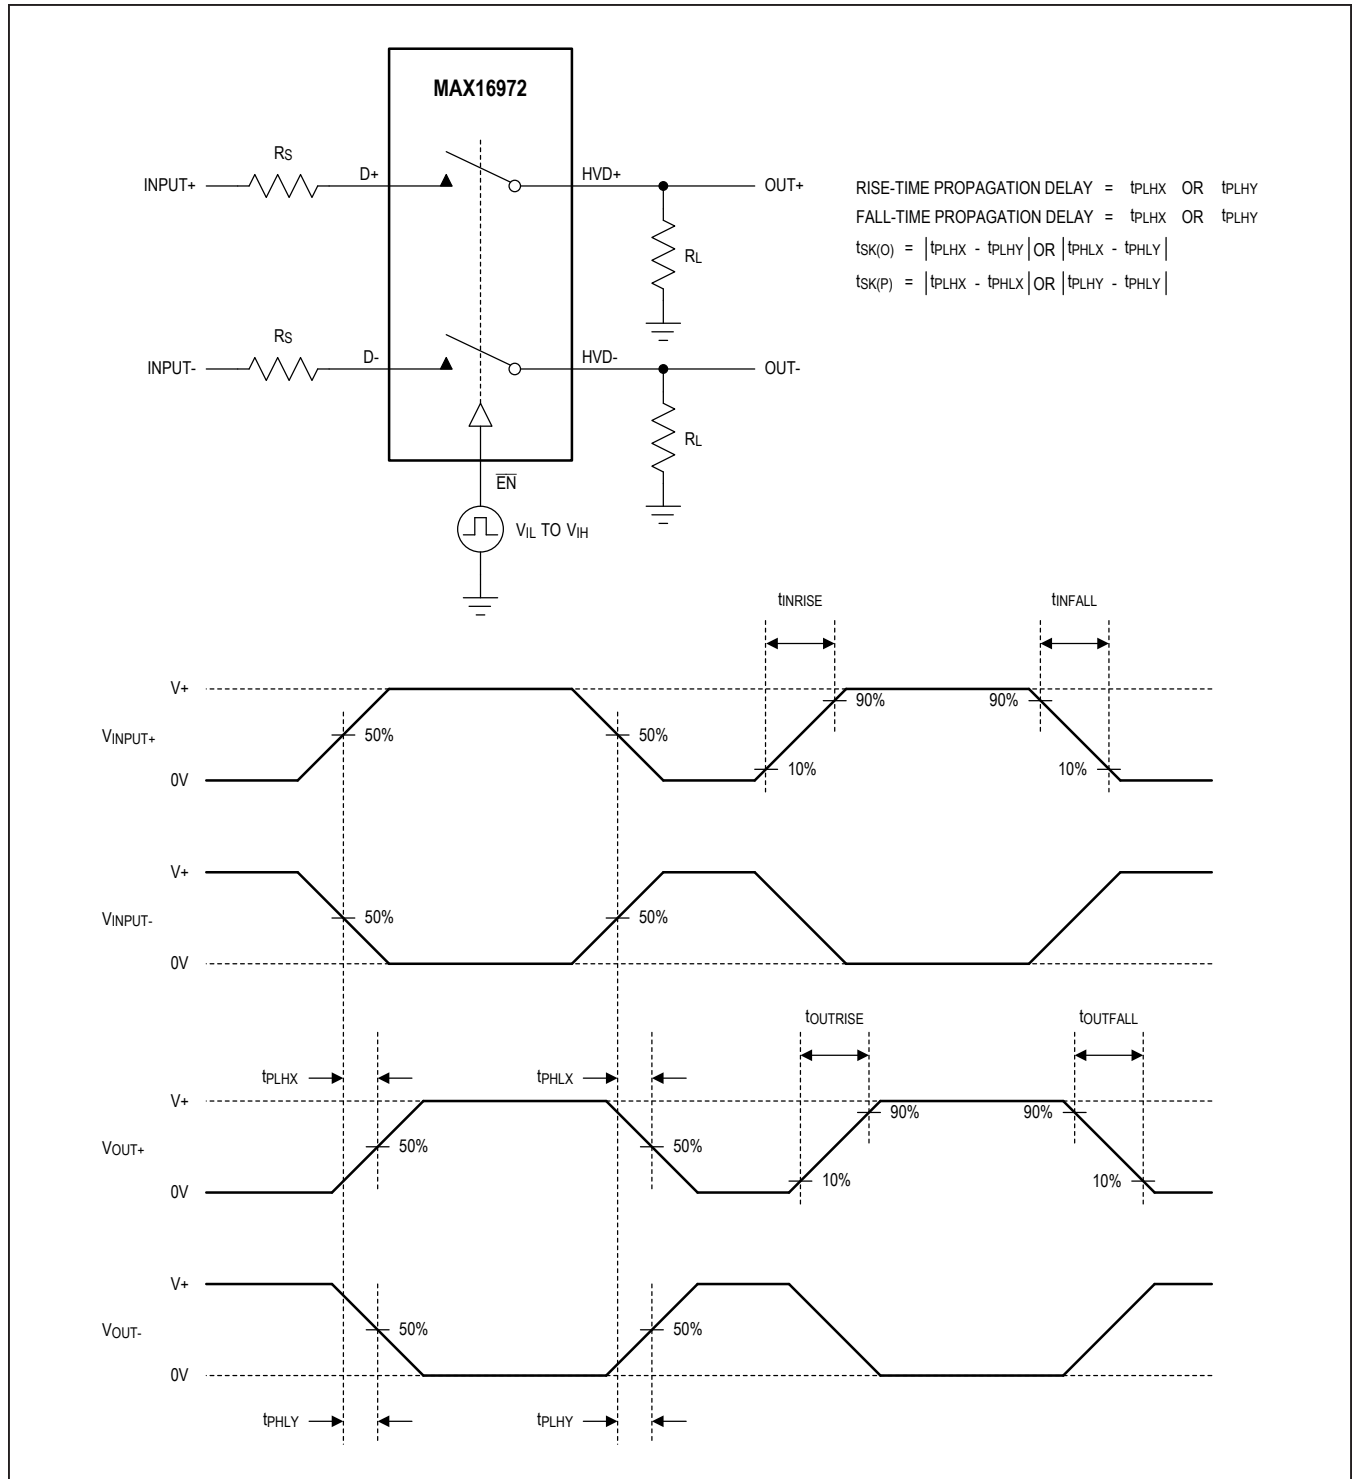 MAX16972
RS
INPUT+
D+
HVD+
OUT+
RL
RISE-TIME PROPAGATION DELAY = tPLHX OR tPLHY
FALL-TIME PROPAGATION DELAY = tPLHX OR tPLHY
tSK(O) = |tPLHX - tPLHY| OR |tPHLX - tPHLY|
tSK(P) = |tPLHX - tPHLX| OR |tPLHY - tPHLY|
RS
INPUT-
D-
HVD-
OUT-
RL
EN
VIL TO VIH
tINRISE
tINFALL
V+
90%
90%
VINPUT+
50%
50%
0V
10%
10%
V+
VINPUT-
50%
50%
0V
tOUTRISE
tOUTFALL
tPLHX
tPHLX
V+
90%
90%
VOUT+
50%
50%
10%
10%
0V
V+
VOUT-
50%
50%
0V
tPHLY
tPLHY